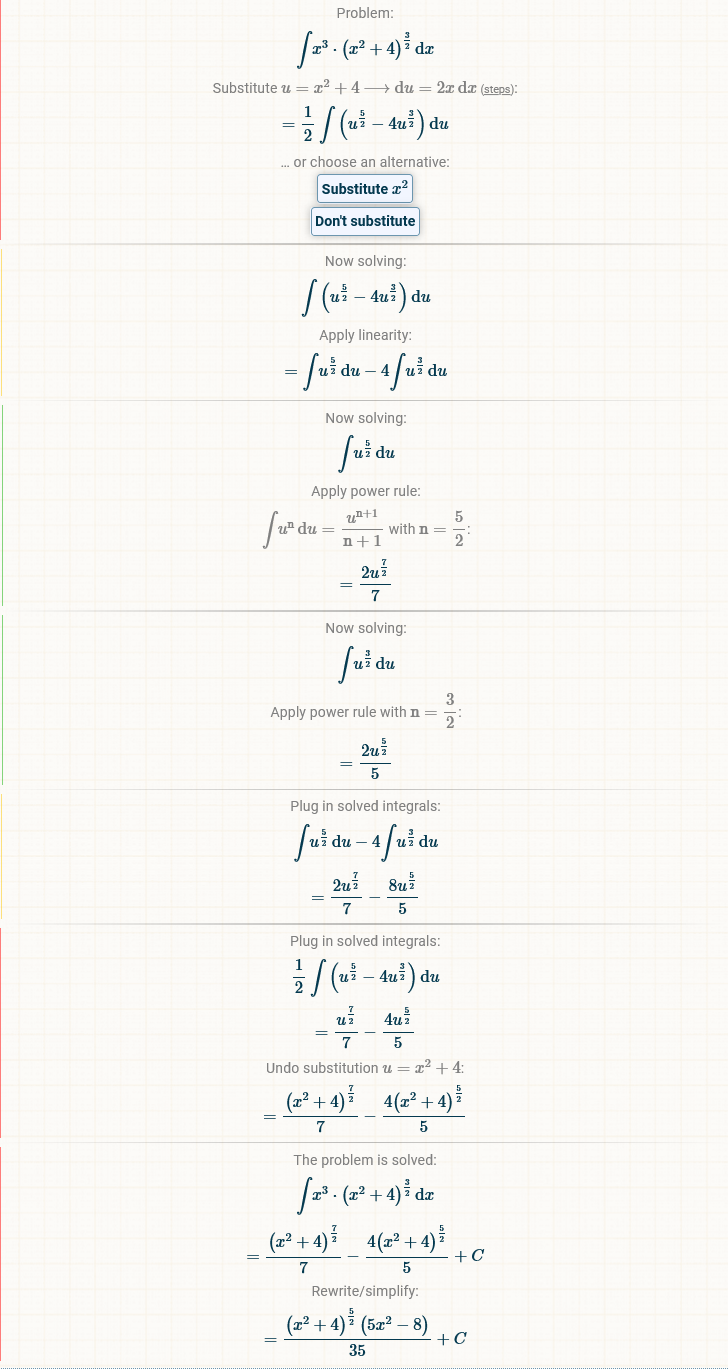 Problem:
∫x³ · (x² + 4)^(3/2) dx
Substitute u = x² + 4 ⟶ du = 2x dx (steps):
= 1/2 ∫(u^(5/2) − 4u^(3/2)) du
… or choose an alternative:
Substitute x²
Don't substitute
Now solving:
∫(u^(5/2) − 4u^(3/2)) du
Apply linearity:
= ∫u^(5/2) du − 4∫u^(3/2) du
Now solving:
∫u^(5/2) du
Apply power rule:
∫uⁿ du = u^(n+1)/(n + 1) with n = 5/2:
= 2u^(7/2)/7
Now solving:
∫u^(3/2) du
Apply power rule with n = 3/2:
= 2u^(5/2)/5
Plug in solved integrals:
∫u^(5/2) du − 4∫u^(3/2) du
= 2u^(7/2)/7 − 8u^(5/2)/5
Plug in solved integrals:
1/2 ∫(u^(5/2) − 4u^(3/2)) du
= u^(7/2)/7 − 4u^(5/2)/5
Undo substitution u = x² + 4:
= (x² + 4)^(7/2)/7 − 4(x² + 4)^(5/2)/5
The problem is solved:
∫x³ · (x² + 4)^(3/2) dx
= (x² + 4)^(7/2)/7 − 4(x² + 4)^(5/2)/5 + C
Rewrite/simplify:
= (x² + 4)^(5/2) (5x² − 8)/35 + C